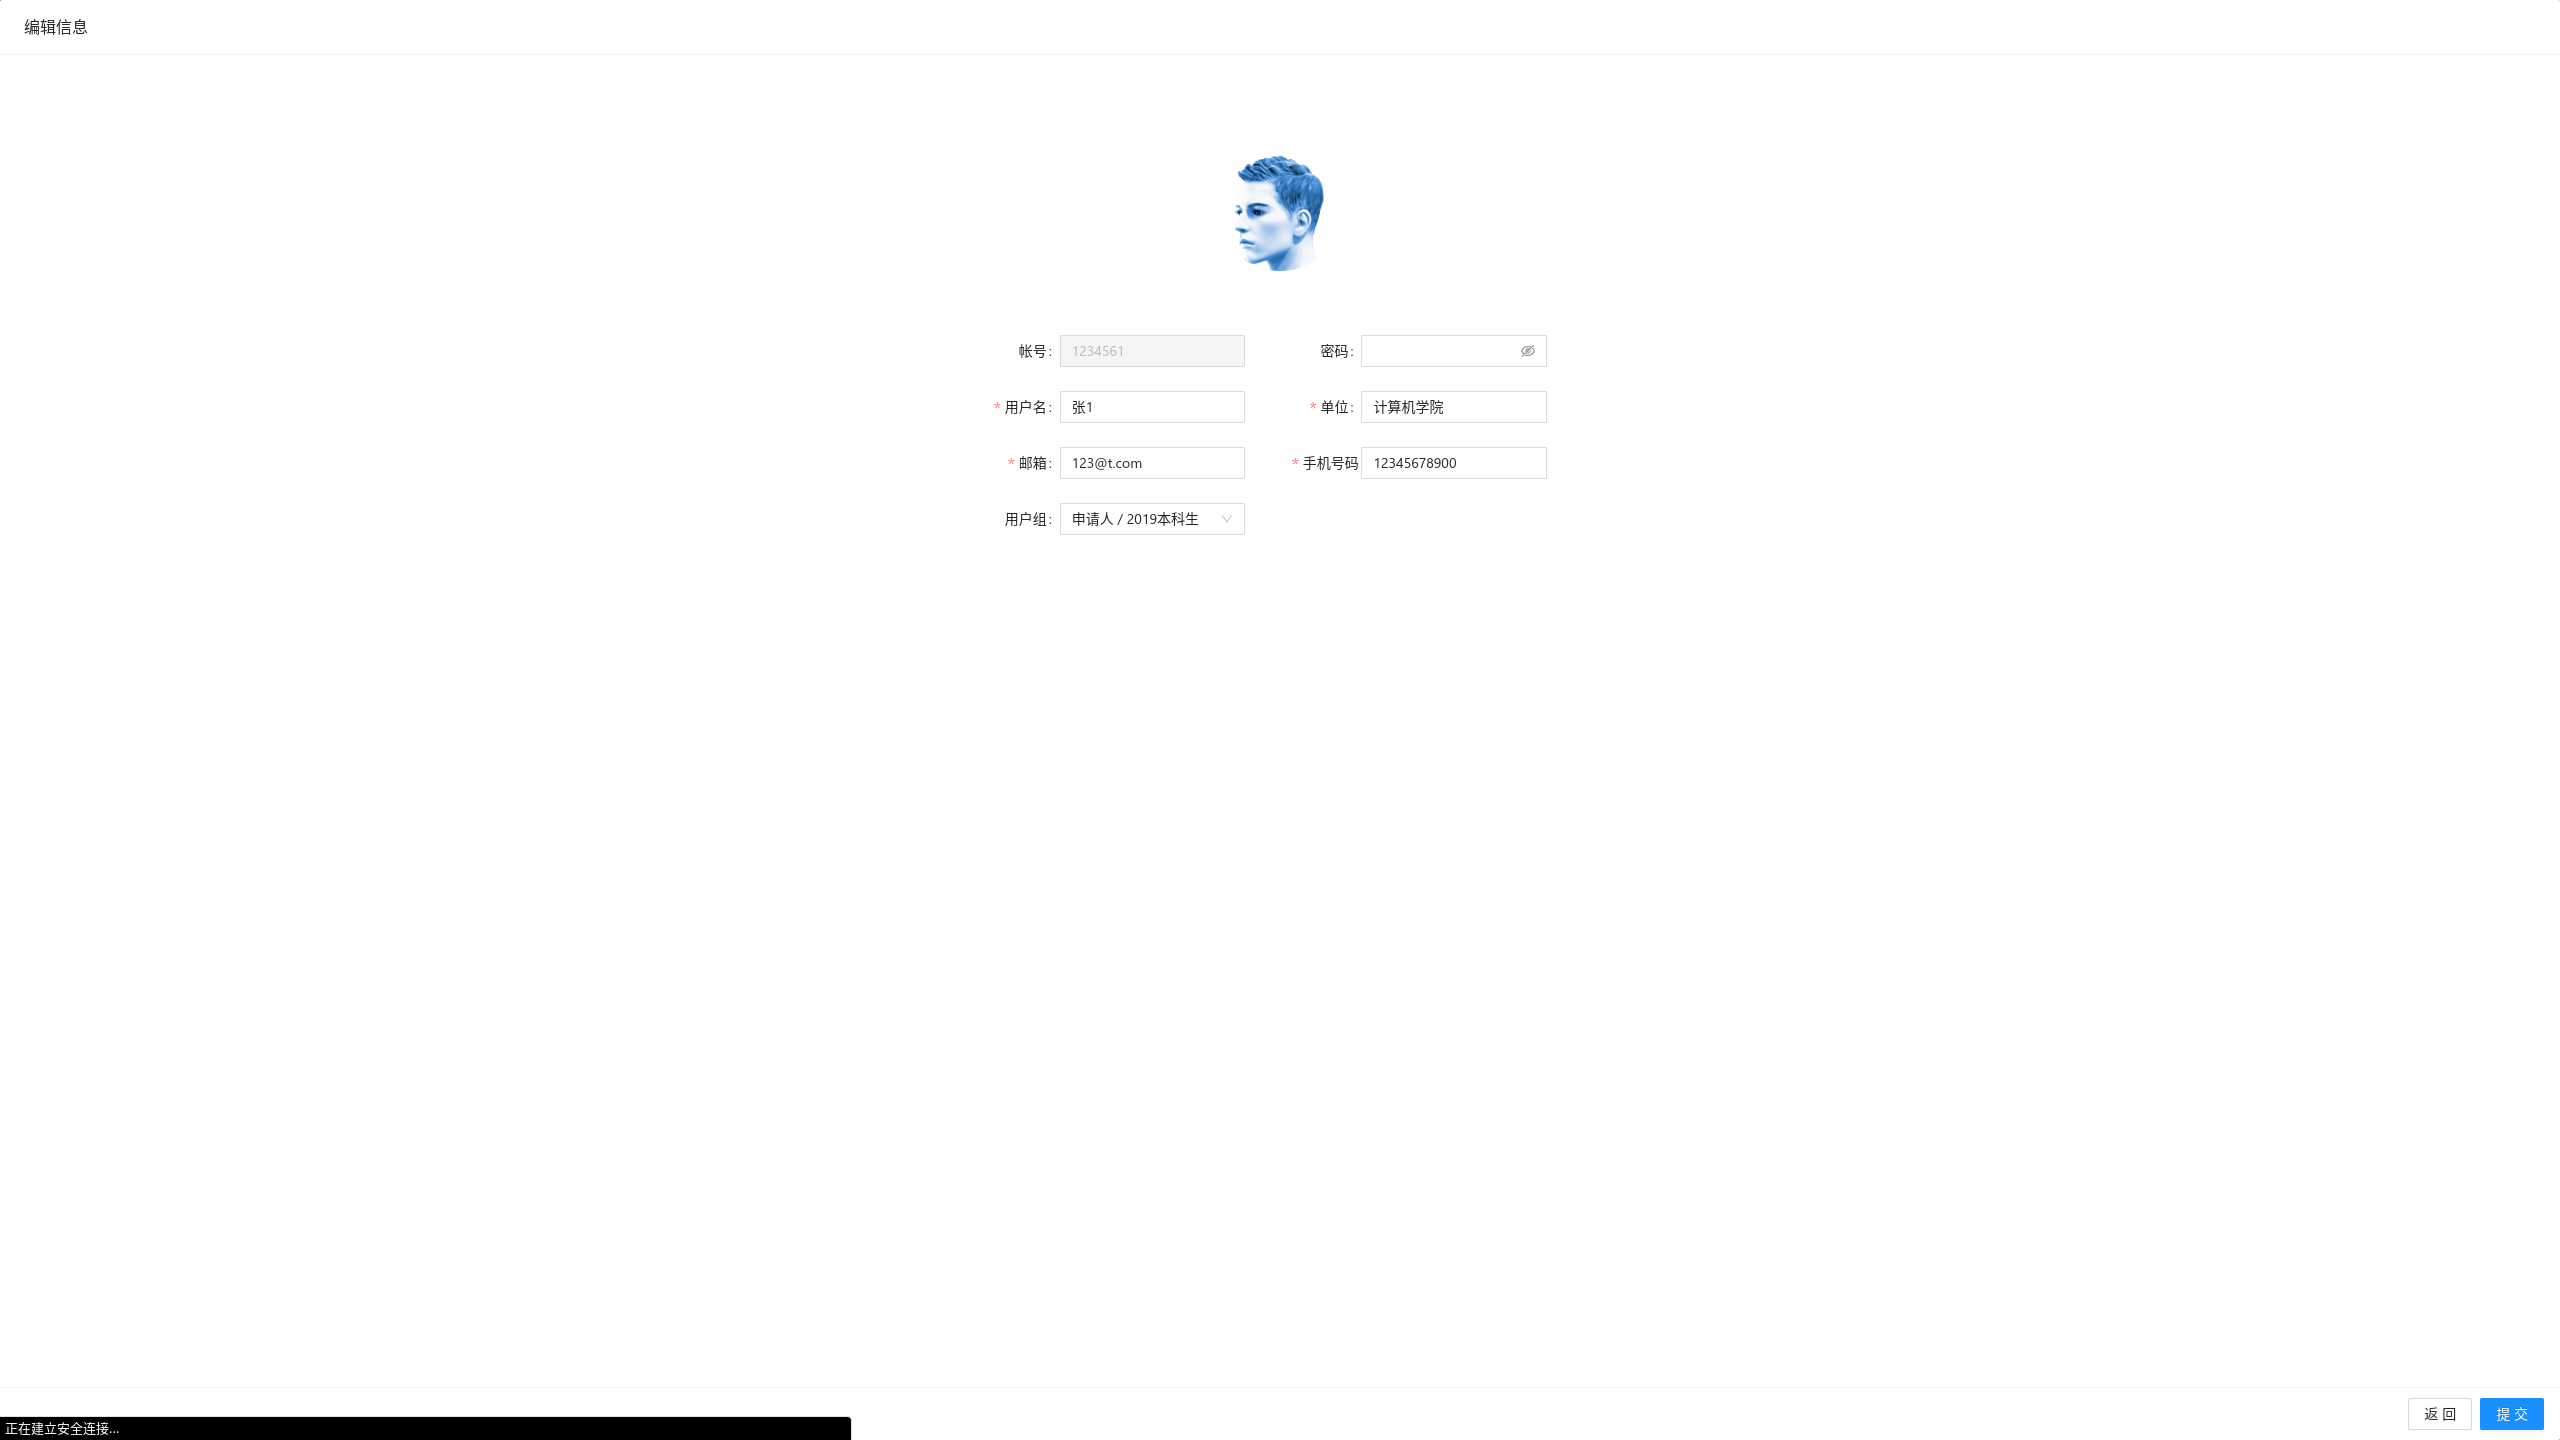 编辑信息
帐号: 1234561 密码:
* 用户名: 张1 * 单位: 计算机学院
* 邮箱: 123@t.com * 手机号码 12345678900
用户组: 申请人 / 2019本科生
返 回 提 交
正在建立安全连接...